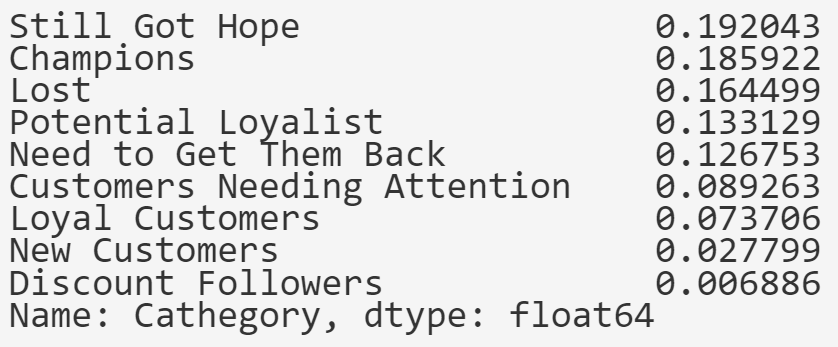 Still Got Hope 0.192043
Champions 0.185922
Lost 0.164499
Potential Loyalist 0.133129
Need to Get Them Back 0.126753
Customers Needing Attention 0.089263
Loyal Customers 0.073706
New Customers 0.027799
Discount Followers 0.006886
Name: Cathegory, dtype: float64